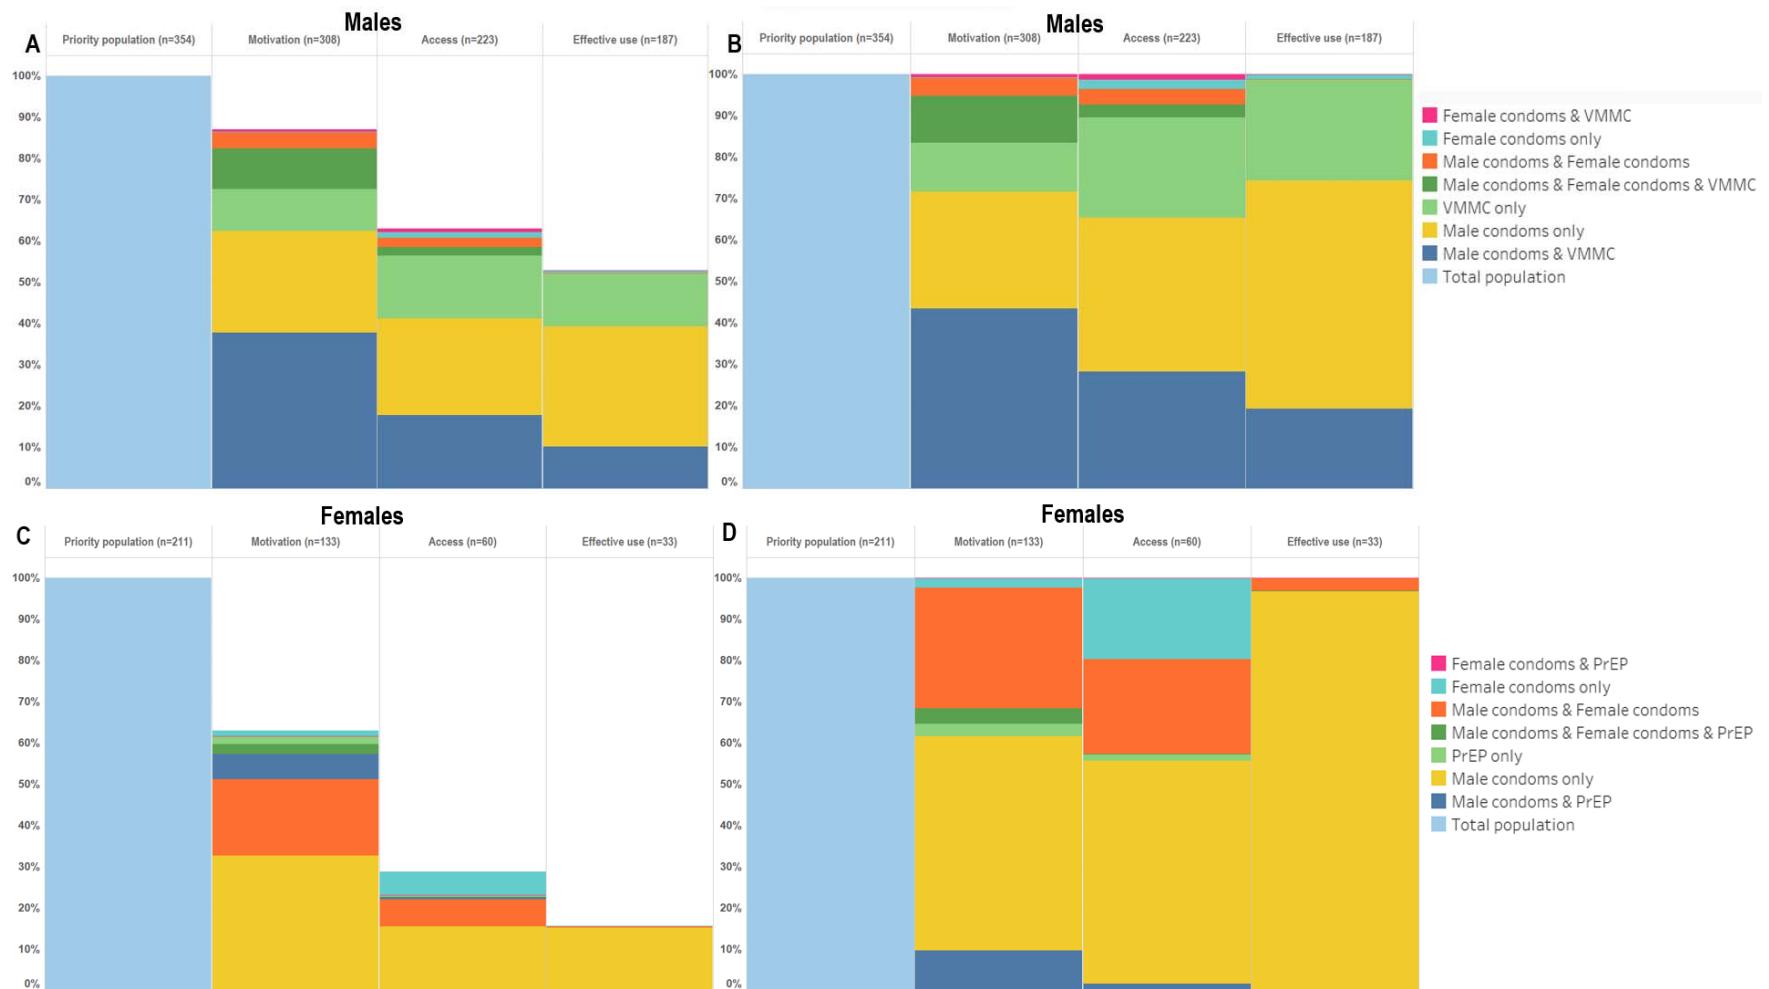 Males
A
Priority population (n=354)
Motivation (n=308)
Access (n=223)
Effective use (n=187)
100%
90%
80%
70%
60%
50%
40%
30%
20%
10%
0%
Males
B
Priority population (n=354)
Motivation (n=308)
Access (n=223)
Effective use (n=187)
100%
90%
80%
70%
60%
50%
40%
30%
20%
10%
0%
Female condoms & VMMC
Female condoms only
Male condoms & Female condoms
Male condoms & Female condoms & VMMC
VMMC only
Male condoms only
Male condoms & VMMC
Total population
Females
C
Priority population (n=211)
Motivation (n=133)
Access (n=60)
Effective use (n=33)
100%
90%
80%
70%
60%
50%
40%
30%
20%
10%
0%
Females
D
Priority population (n=211)
Motivation (n=133)
Access (n=60)
Effective use (n=33)
100%
90%
80%
70%
60%
50%
40%
30%
20%
10%
0%
Female condoms & PrEP
Female condoms only
Male condoms & Female condoms
Male condoms & Female condoms & PrEP
PrEP only
Male condoms only
Male condoms & PrEP
Total population